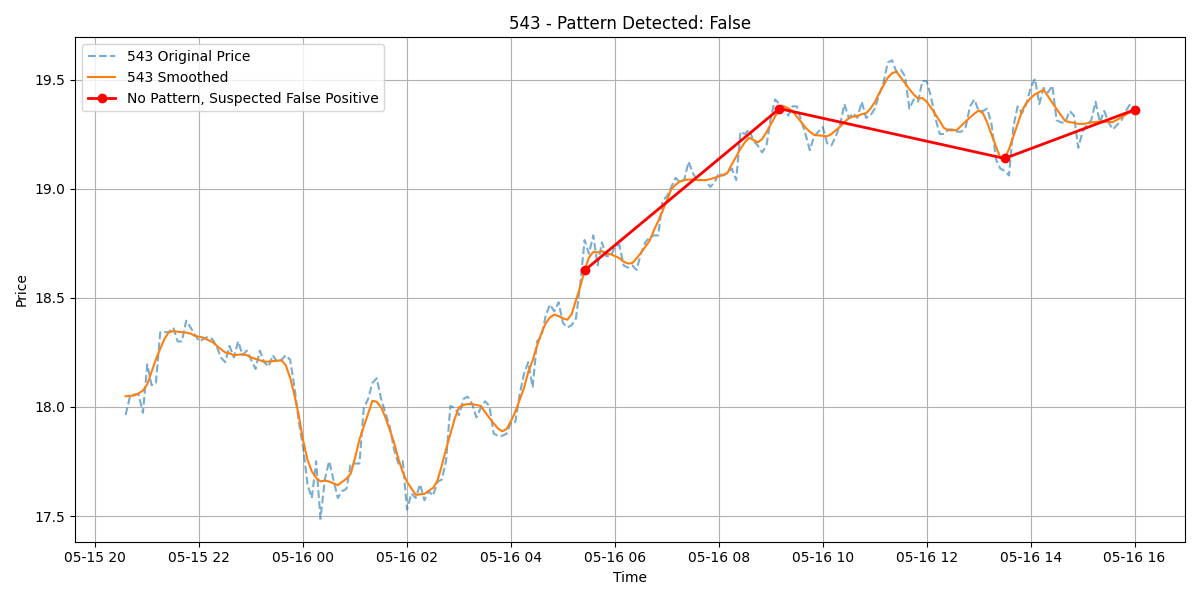 543 - Pattern Detected: False
543 Original Price
543 Smoothed
No Pattern, Suspected False Positive
Price
19.5
19.0
18.5
18.0
17.5
05-15 20 05-15 22 05-16 00 05-16 02 05-16 04 05-16 06 05-16 08 05-16 10 05-16 12 05-16 14 05-16 16
Time